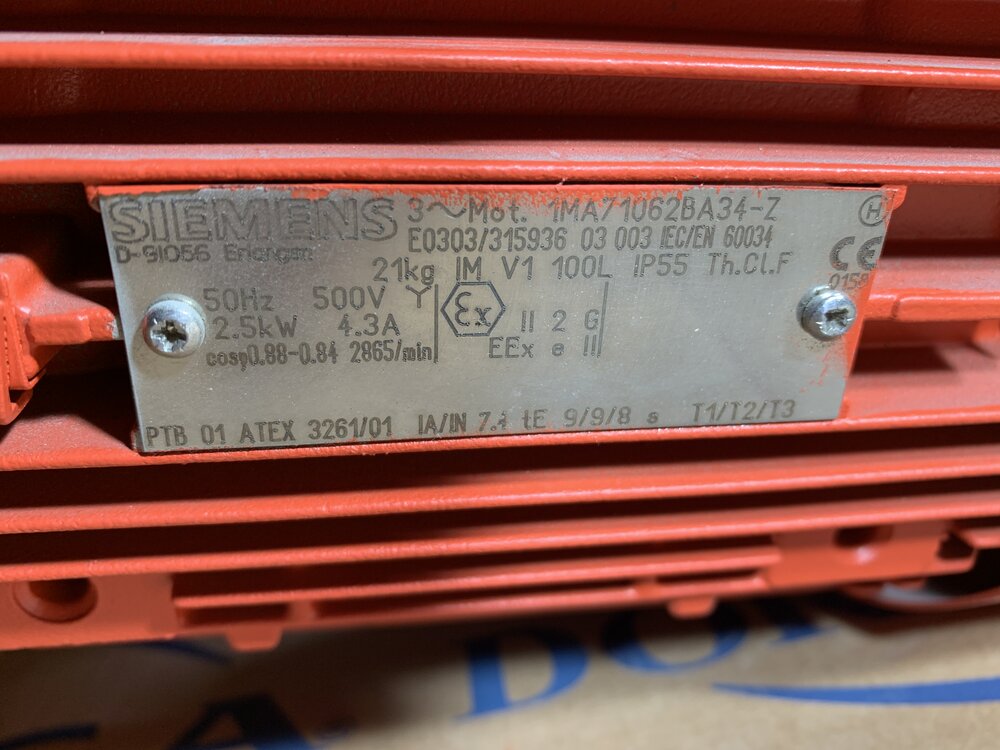 SIEMENS 3~Mot. 1MA71062BA34-Z H
D-91056 Erlangen E0303/315936 03 003 IEC/EN 60034 CE
21kg IM V1 100L IP55 Th.Cl.F 0158
50Hz 500V Y Ex II 2 G
2.5kW 4.3A EEx e II
cosφ0.88-0.84 2865/min
PTB 01 ATEX 3261/01 IA/IN 7.4 tE 9/9/8 s T1/T2/T3